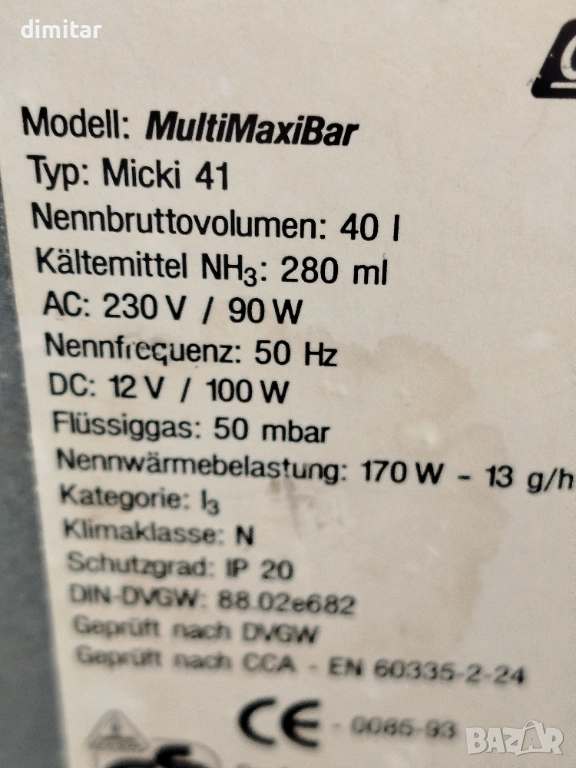 dimitar
Modell: MultiMaxiBar
Typ: Micki 41
Nennbruttovolumen: 40 l
Kältemittel NH₃: 280 ml
AC: 230 V / 90 W
Nennfrequenz: 50 Hz
DC: 12 V / 100 W
Flüssiggas: 50 mbar
Nennwärmebelastung: 170 W - 13 g/h
Kategorie: I₃
Klimaklasse: N
Schutzgrad: IP 20
DIN-DVGW: 88.02e682
Geprüft nach DVGW
Geprüft nach CCA - EN 60335-2-24
CE - 0085-93
BAZAR